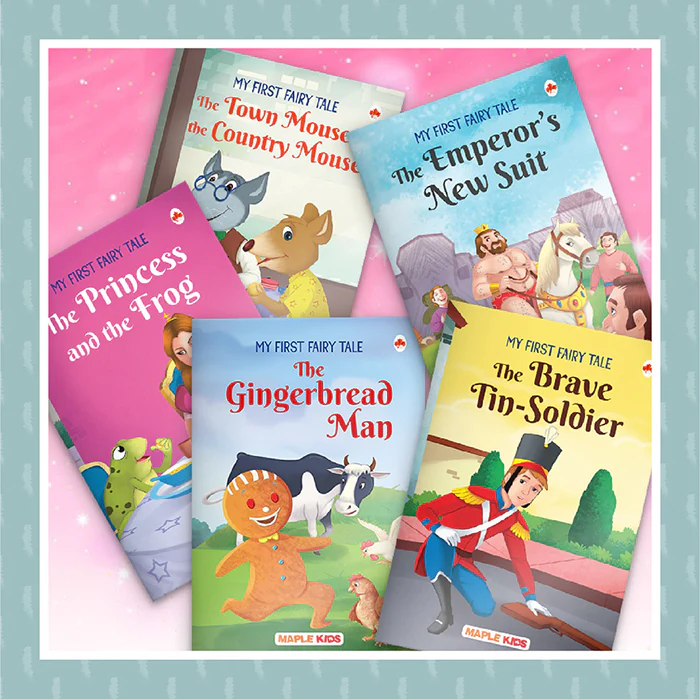 MY FIRST FAIRY TALE
The Town Mouse
the Country Mouse
MY FIRST FAIRY TALE
The Emperor's
New Suit
MY FIRST FAIRY TALE
The Princess
and the Frog
MY FIRST FAIRY TALE
The
Gingerbread
Man
MAPLE KIDS
MY FIRST FAIRY TALE
The Brave
Tin-Soldier
MAPLE KIDS